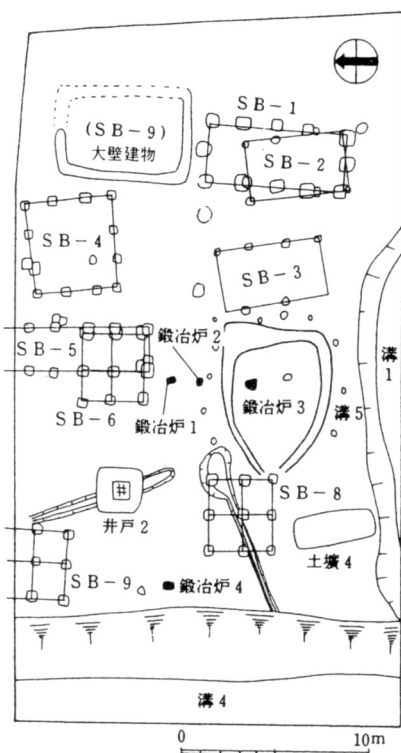 SB-1
(SB-9)
大壁建物
SB-2
SB-4
SB-3
SB-5
鍛冶炉2
溝1
SB-6
鍛冶炉1
鍛冶炉3
溝5
SB-8
井戸2
土壙4
SB-9
鍛冶炉4
溝4
0
10m